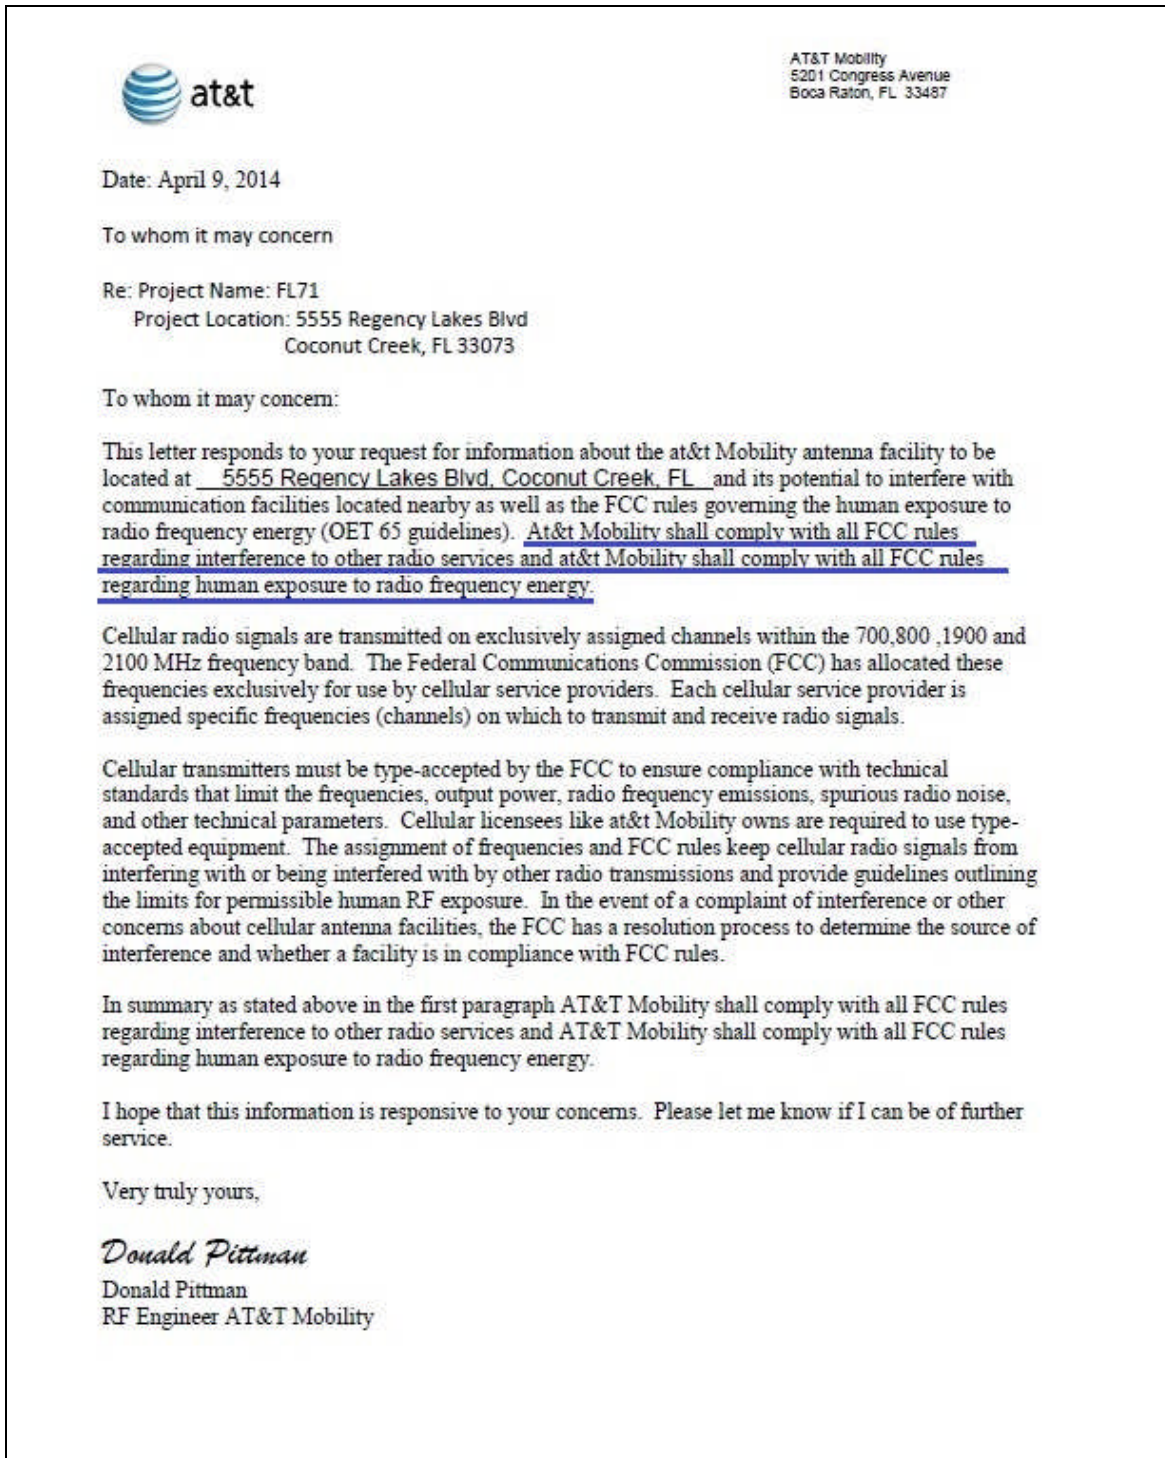 at&t
AT&T Mobility
5201 Congress Avenue
Boca Raton, FL 33487
Date: April 9, 2014
To whom it may concern
Re: Project Name: FL71
Project Location: 5555 Regency Lakes Blvd
Coconut Creek, FL 33073
To whom it may concern:
This letter responds to your request for information about the at&t Mobility antenna facility to be
located at 5555 Regency Lakes Blvd, Coconut Creek, FL and its potential to interfere with
communication facilities located nearby as well as the FCC rules governing the human exposure to
radio frequency energy (OET 65 guidelines). At&t Mobility shall comply with all FCC rules
regarding interference to other radio services and at&t Mobility shall comply with all FCC rules
regarding human exposure to radio frequency energy.
Cellular radio signals are transmitted on exclusively assigned channels within the 700,800 ,1900 and
2100 MHz frequency band. The Federal Communications Commission (FCC) has allocated these
frequencies exclusively for use by cellular service providers. Each cellular service provider is
assigned specific frequencies (channels) on which to transmit and receive radio signals.
Cellular transmitters must be type-accepted by the FCC to ensure compliance with technical
standards that limit the frequencies, output power, radio frequency emissions, spurious radio noise,
and other technical parameters. Cellular licensees like at&t Mobility owns are required to use type-
accepted equipment. The assignment of frequencies and FCC rules keep cellular radio signals from
interfering with or being interfered with by other radio transmissions and provide guidelines outlining
the limits for permissible human RF exposure. In the event of a complaint of interference or other
concerns about cellular antenna facilities, the FCC has a resolution process to determine the source of
interference and whether a facility is in compliance with FCC rules.
In summary as stated above in the first paragraph AT&T Mobility shall comply with all FCC rules
regarding interference to other radio services and AT&T Mobility shall comply with all FCC rules
regarding human exposure to radio frequency energy.
I hope that this information is responsive to your concerns. Please let me know if I can be of further
service.
Very truly yours,
Donald Pittman
Donald Pittman
RF Engineer AT&T Mobility